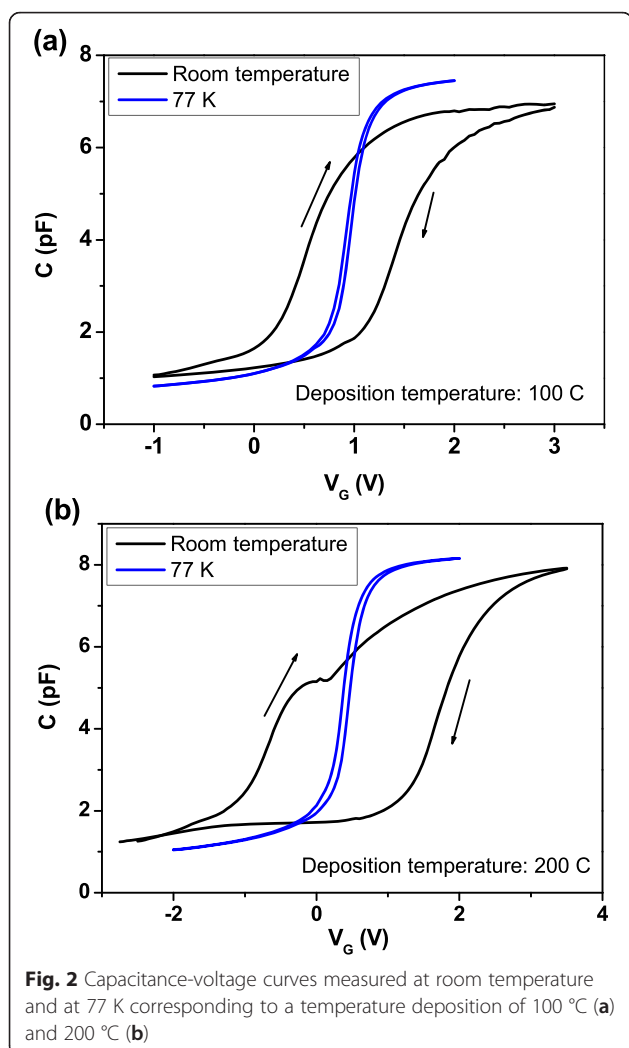 (a)
Room temperature
77 K
8
6
4
2
0
C (pF)
Deposition temperature: 100 C
-1 0 1 2 3
V_G (V)
(b)
Room temperature
77 K
8
6
4
2
0
C (pF)
Deposition temperature: 200 C
-2 0 2 4
V_G (V)
Fig. 2 Capacitance-voltage curves measured at room temperature
and at 77 K corresponding to a temperature deposition of 100 °C (a)
and 200 °C (b)